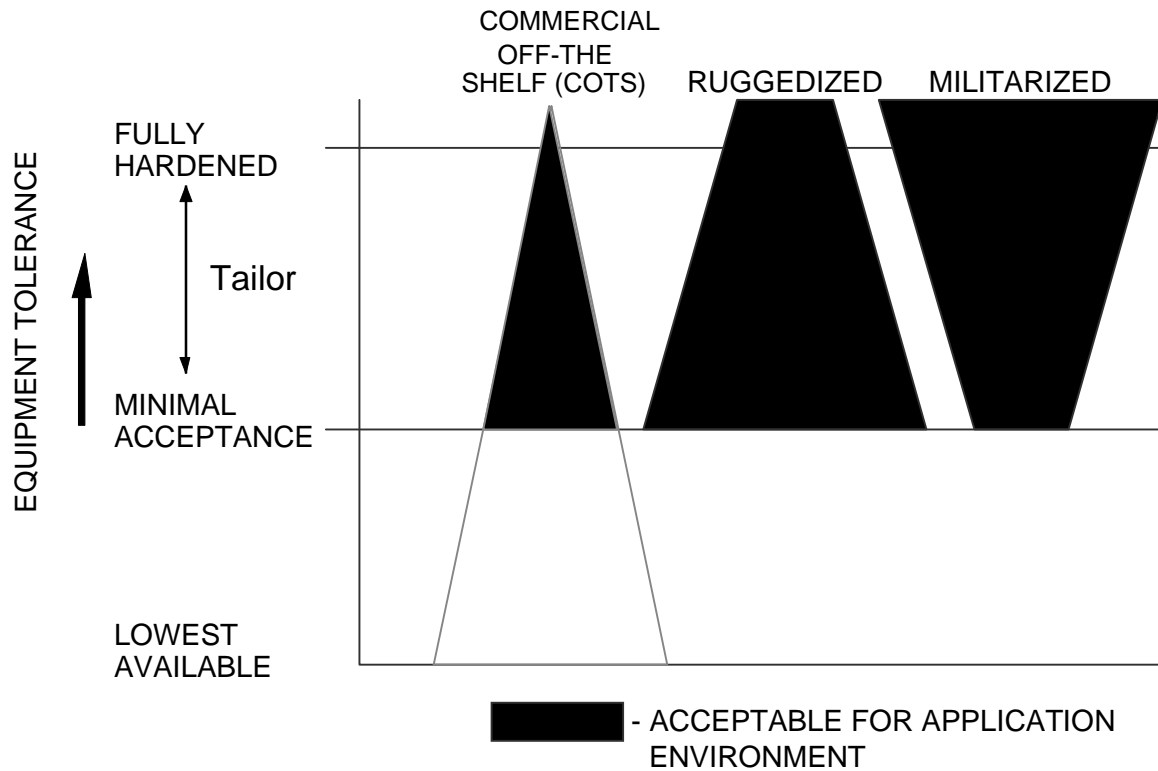 COMMERCIAL
OFF-THE
SHELF (COTS)
RUGGEDIZED
MILITARIZED
EQUIPMENT TOLERANCE
FULLY
HARDENED
Tailor
MINIMAL
ACCEPTANCE
LOWEST
AVAILABLE
- ACCEPTABLE FOR APPLICATION
ENVIRONMENT